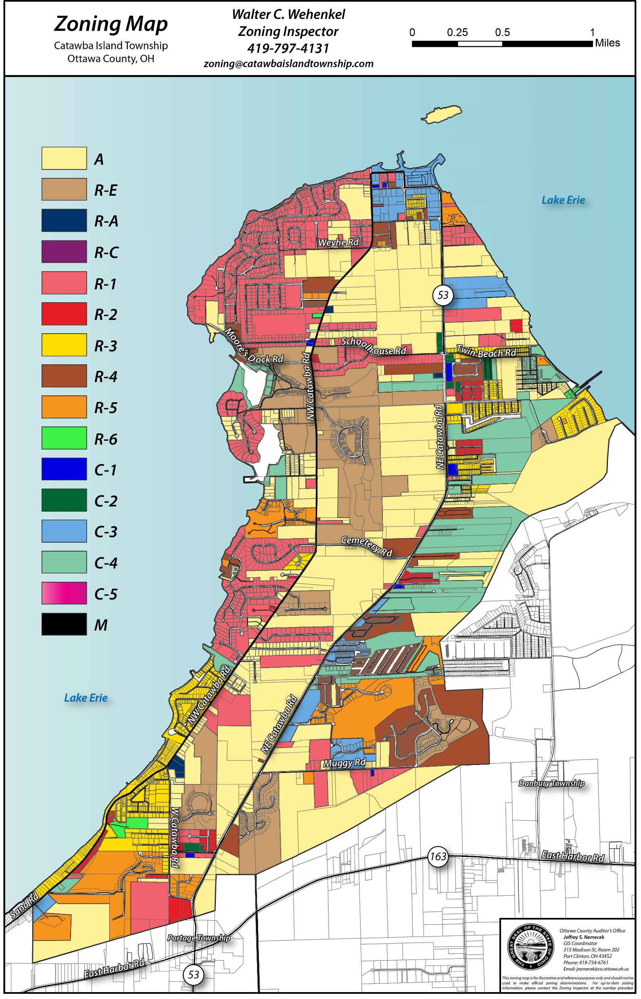 Zoning Map
Catawba Island Township
Ottawa County, OH
Walter C. Wehenkel
Zoning Inspector
419-797-4131
zoning@catawbaislandtownship.com
0 0.25 0.5 1
Miles
A
R-E
R-A
R-C
R-1
R-2
R-3
R-4
R-5
R-6
C-1
C-2
C-3
C-4
C-5
M
Lake Erie
Weyhe Rd
53
Moore's Dock Rd
Schoolhouse Rd
Twin Beach Rd
NW Catawba Rd
NE Catawba Rd
Cemetery Rd
Lake Erie
NW Catawba Rd
NE Catawba Rd
Muggy Rd
Danbury Township
W Catawba Rd
163
East Harbor Rd
Sand Rd
Portage Township
East Harbor Rd
53
THE GREAT SEAL OF THE STATE OF OHIO
Ottawa County Auditor's Office
Jeffrey S. Nemecek
GIS Coordinator
315 Madison St, Room 202
Port Clinton, OH 43452
Phone: 419-734-6761
Email: jnemecek@co.ottawa.oh.us
This zoning map is for illustrative and reference purposes only and should not be
used to make official zoning determinations. For up-to-date zoning
information, please contact the Zoning Inspector at the number provided.